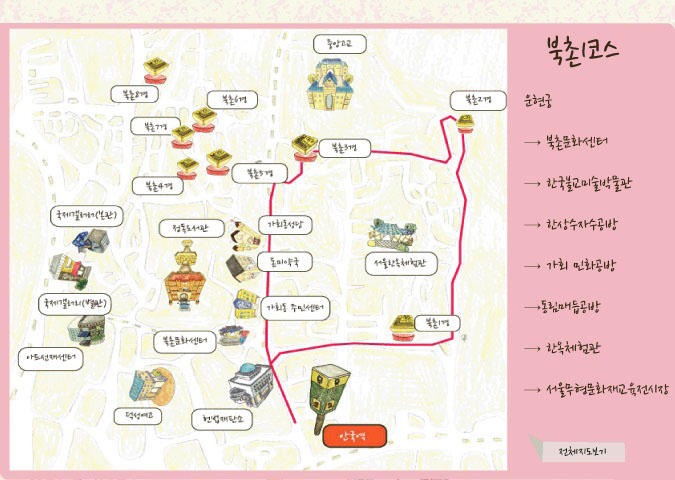 북촌1코스
운현궁
→ 북촌문화센터
→ 한국불교미술박물관
→ 한상수자수공방
→ 가회 민화공방
→동림매듭공방
→ 한옥체험관
→ 서울무형문화재교육전시장
전체지도보기
중앙고교
북촌8경
북촌6경
북촌2경
북촌7경
북촌3경
북촌5경
북촌4경
국제갤러리(본관)
정독도서관
가회동성당
돈미약국
서울한옥체험관
국제갤러리(별관)
가회동 주민센터
북촌1경
북촌문화센터
아트선재센터
덕성여고
헌법재판소
안국역